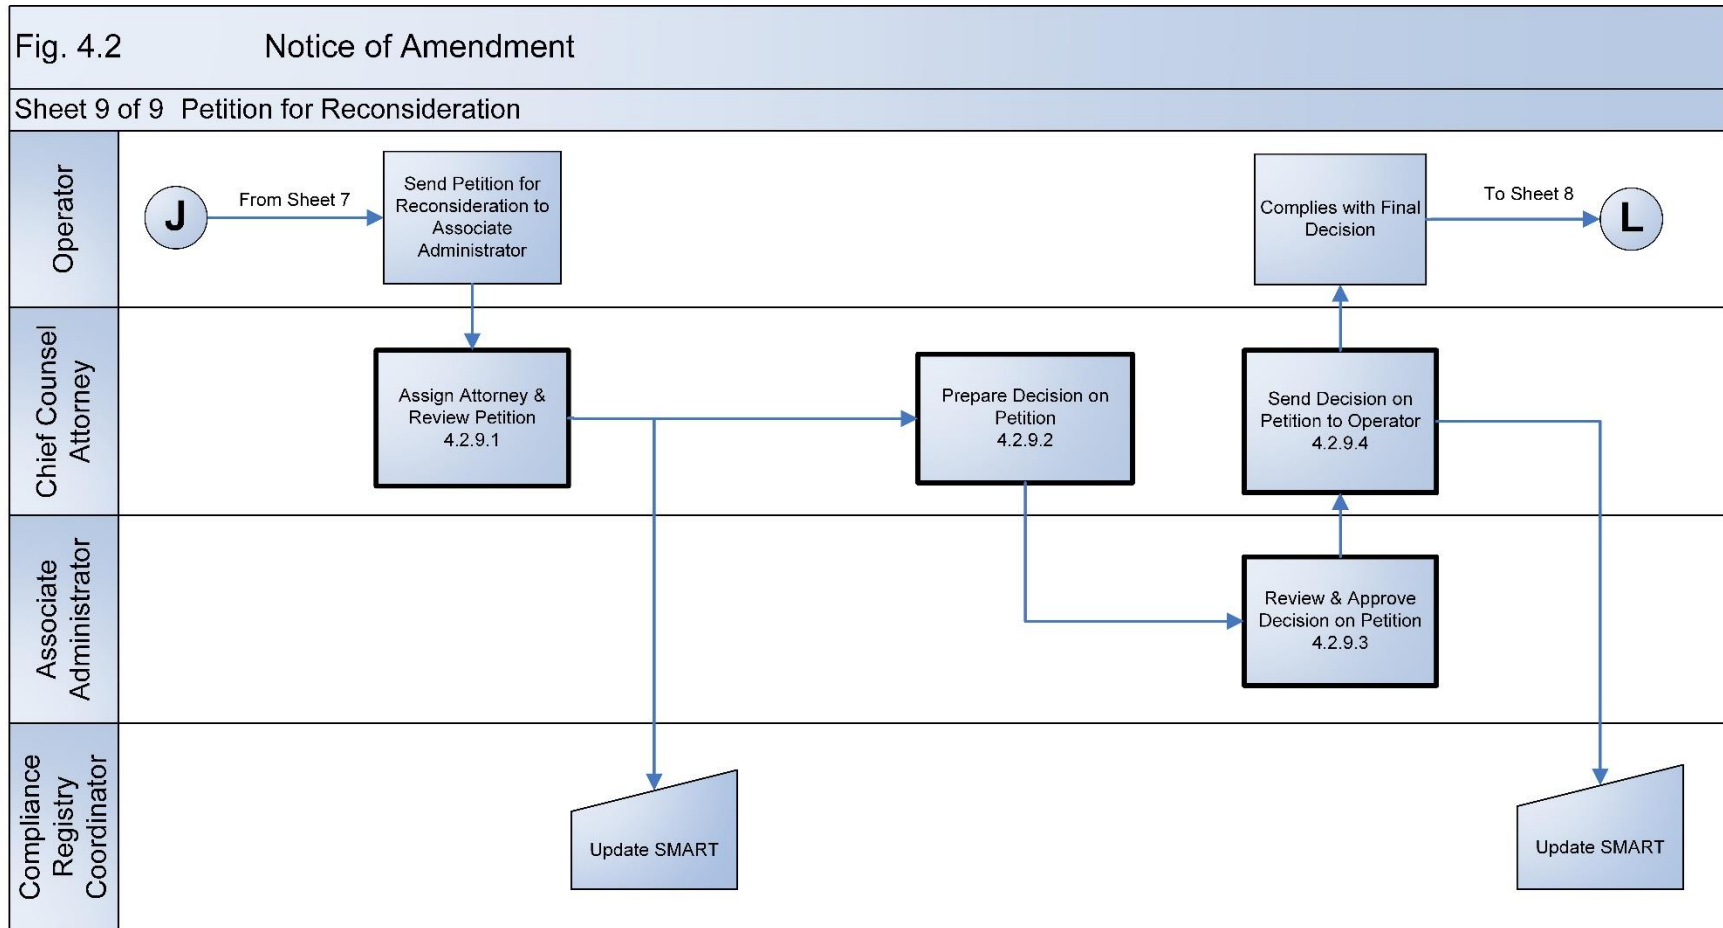 Fig. 4.2 Notice of Amendment
Sheet 9 of 9 Petition for Reconsideration
Operator
J
From Sheet 7
Send Petition for
Reconsideration to
Associate
Administrator
Complies with Final
Decision
To Sheet 8
L
Chief Counsel
Attorney
Assign Attorney &
Review Petition
4.2.9.1
Prepare Decision on
Petition
4.2.9.2
Send Decision on
Petition to Operator
4.2.9.4
Associate
Administrator
Review & Approve
Decision on Petition
4.2.9.3
Compliance
Registry
Coordinator
Update SMART
Update SMART